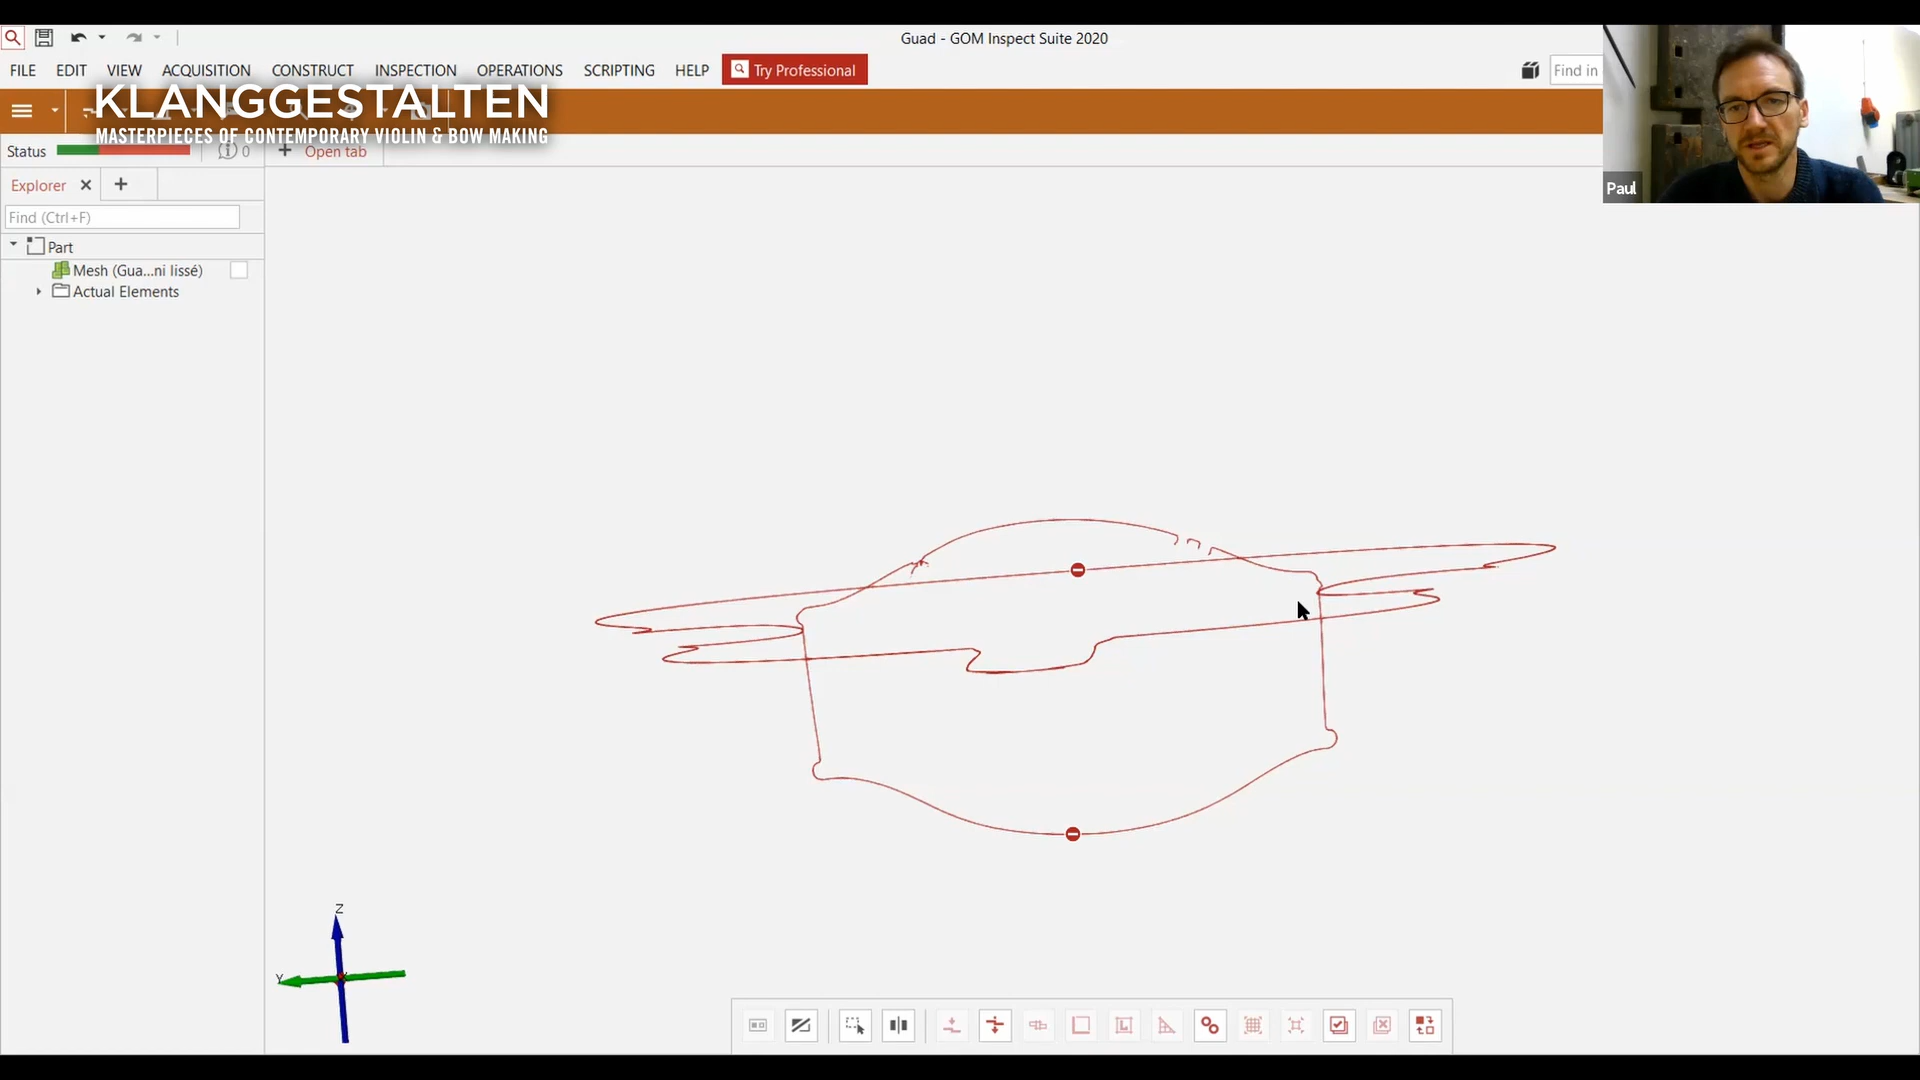 Guad - GOM Inspect Suite 2020
FILE EDIT VIEW ACQUISITION CONSTRUCT INSPECTION OPERATIONS SCRIPTING HELP Try Professional Find in
KLANGGESTALTEN
MASTERPIECES OF CONTEMPORARY VIOLIN & BOW MAKING
Status 0 Open tab
Explorer
Paul
Find (Ctrl+F)
Part
Mesh (Gua...ni lissé)
Actual Elements
Z
Y